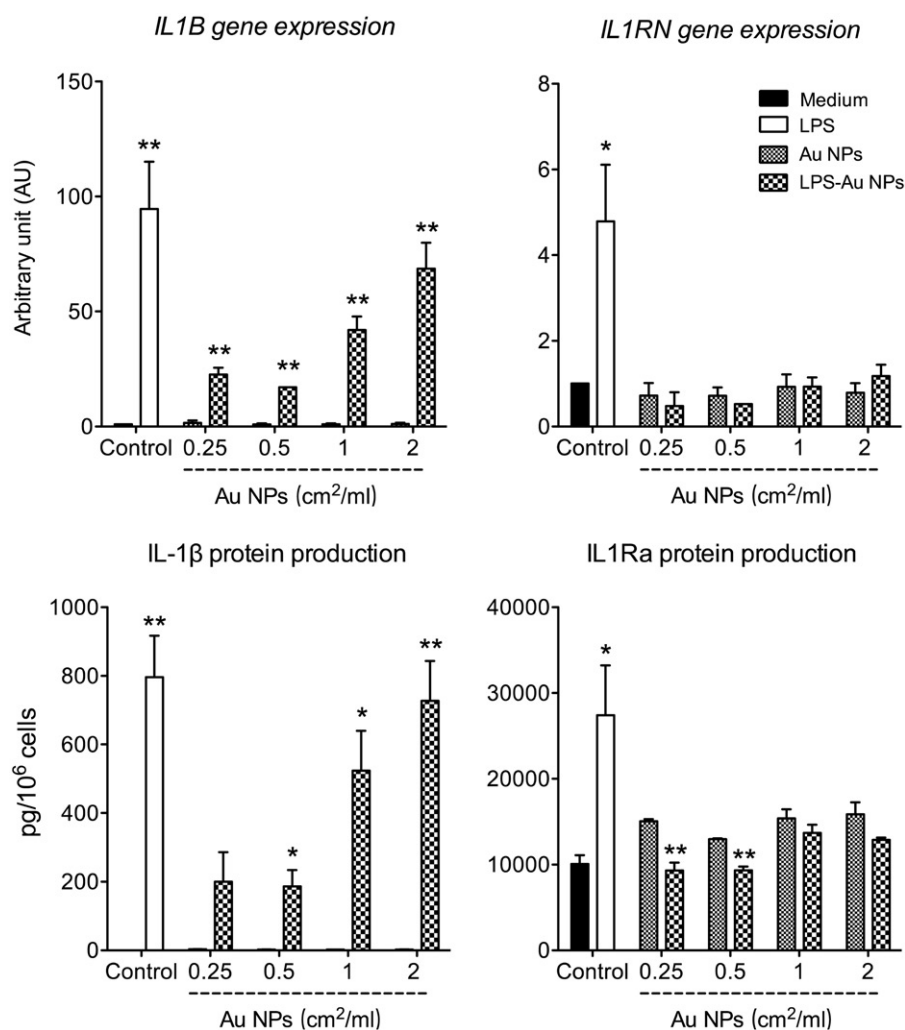 IL1B gene expression
150
100
50
0
Arbitrary unit (AU)
**
**
**
**
**
Control 0.25 0.5 1 2
Au NPs (cm²/ml)
IL1RN gene expression
8
6
4
2
0
*
Medium
LPS
Au NPs
LPS-Au NPs
Control 0.25 0.5 1 2
Au NPs (cm²/ml)
IL-1β protein production
1000
800
600
400
200
0
pg/10⁶ cells
**
*
*
**
Control 0.25 0.5 1 2
Au NPs (cm²/ml)
IL1Ra protein production
40000
30000
20000
10000
0
*
**
**
Control 0.25 0.5 1 2
Au NPs (cm²/ml)